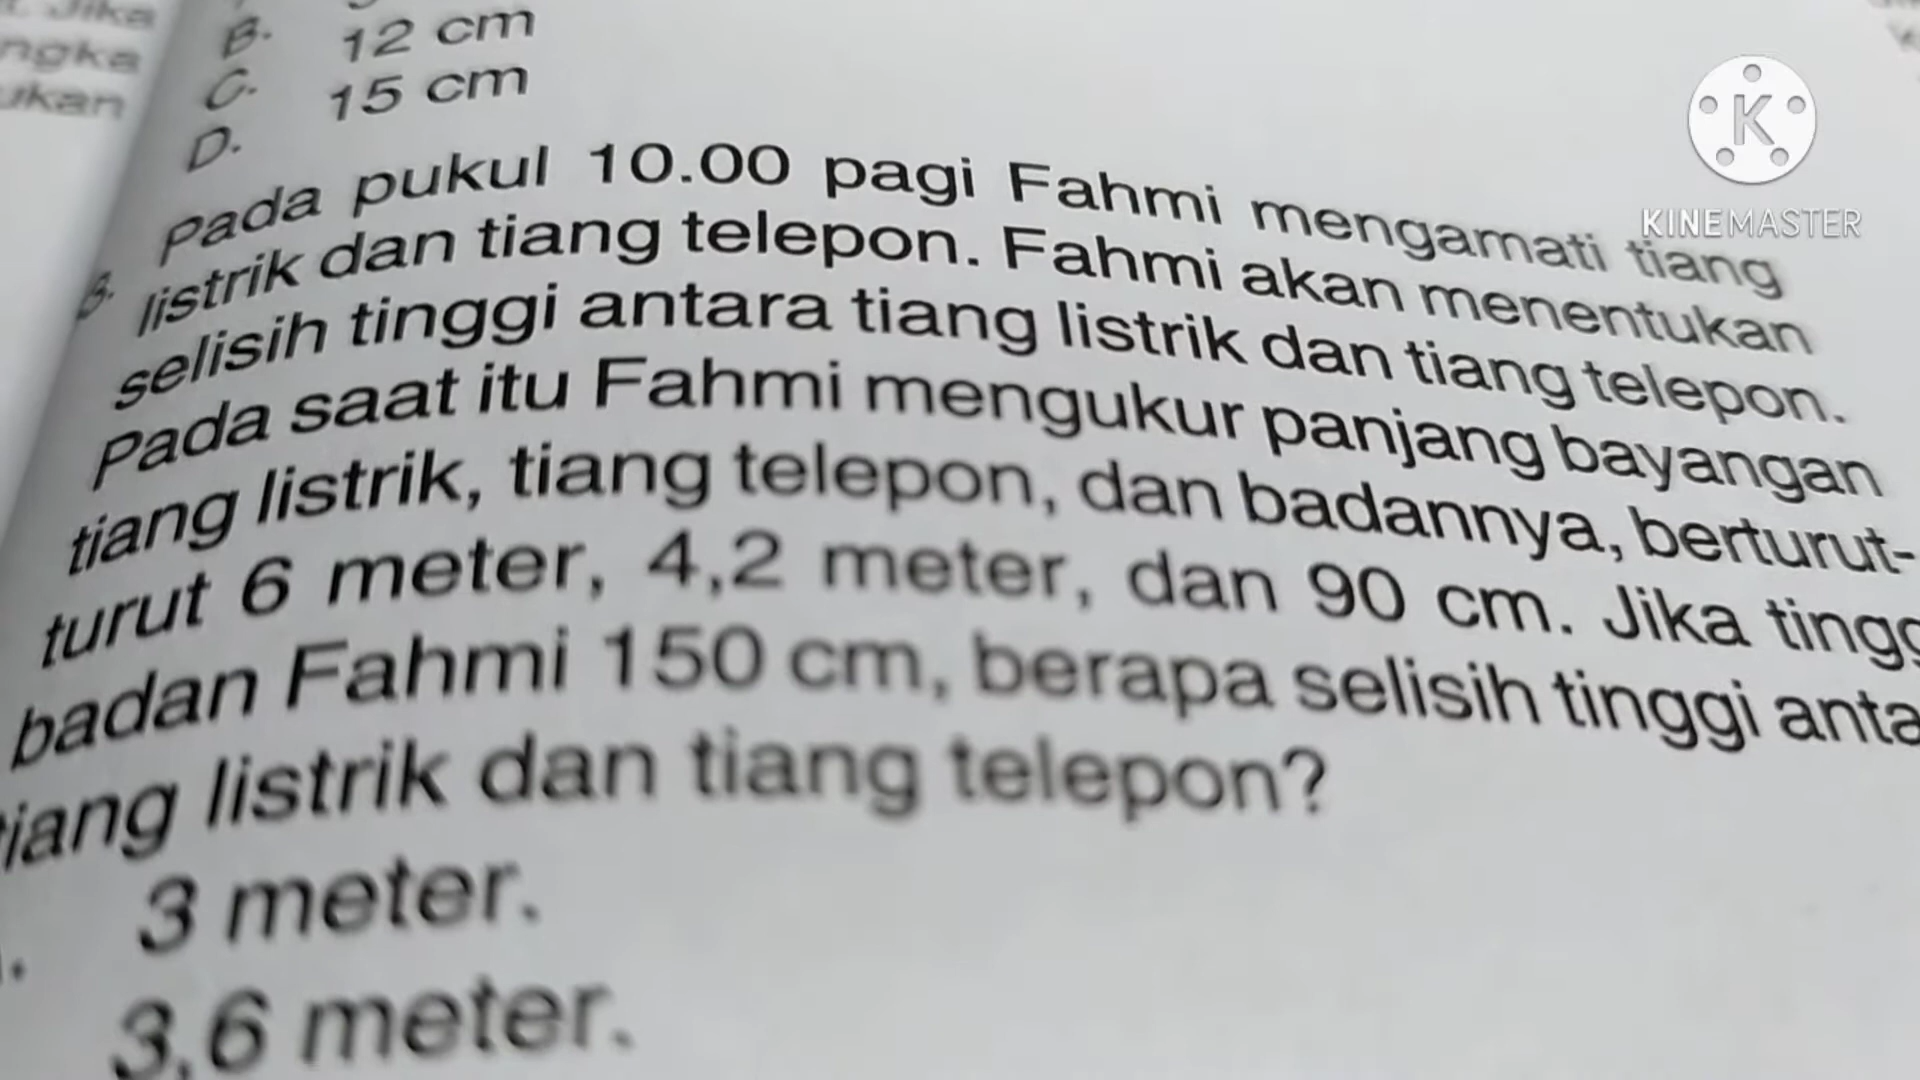 B. 12 cm
C. 15 cm
D.
Pada pukul 10.00 pagi Fahmi mengamati tiang
listrik dan tiang telepon. Fahmi akan menentukan
selisih tinggi antara tiang listrik dan tiang telepon.
Pada saat itu Fahmi mengukur panjang bayangan
tiang listrik, tiang telepon, dan badannya, berturut-
turut 6 meter, 4,2 meter, dan 90 cm. Jika tingg
badan Fahmi 150 cm, berapa selisih tinggi anta
tiang listrik dan tiang telepon?
3 meter.
3,6 meter.
K
KINEMASTER